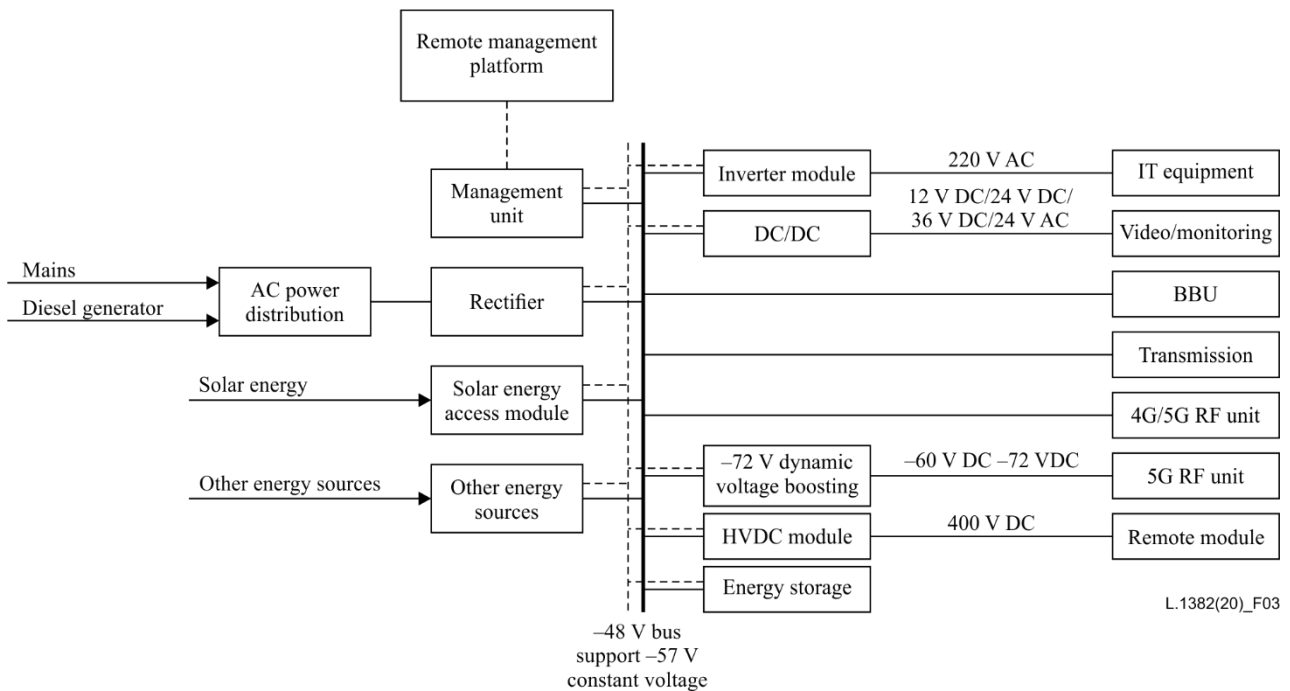 Remote management
platform
Management
unit
Inverter module
220 V AC
IT equipment
12 V DC/24 V DC/
36 V DC/24 V AC
DC/DC
Video/monitoring
Mains
Diesel generator
AC power
distribution
Rectifier
BBU
Transmission
Solar energy
Solar energy
access module
4G/5G RF unit
Other energy sources
Other energy
sources
–72 V dynamic
voltage boosting
–60 V DC –72 VDC
5G RF unit
HVDC module
400 V DC
Remote module
Energy storage
L.1382(20)_F03
–48 V bus
support –57 V
constant voltage